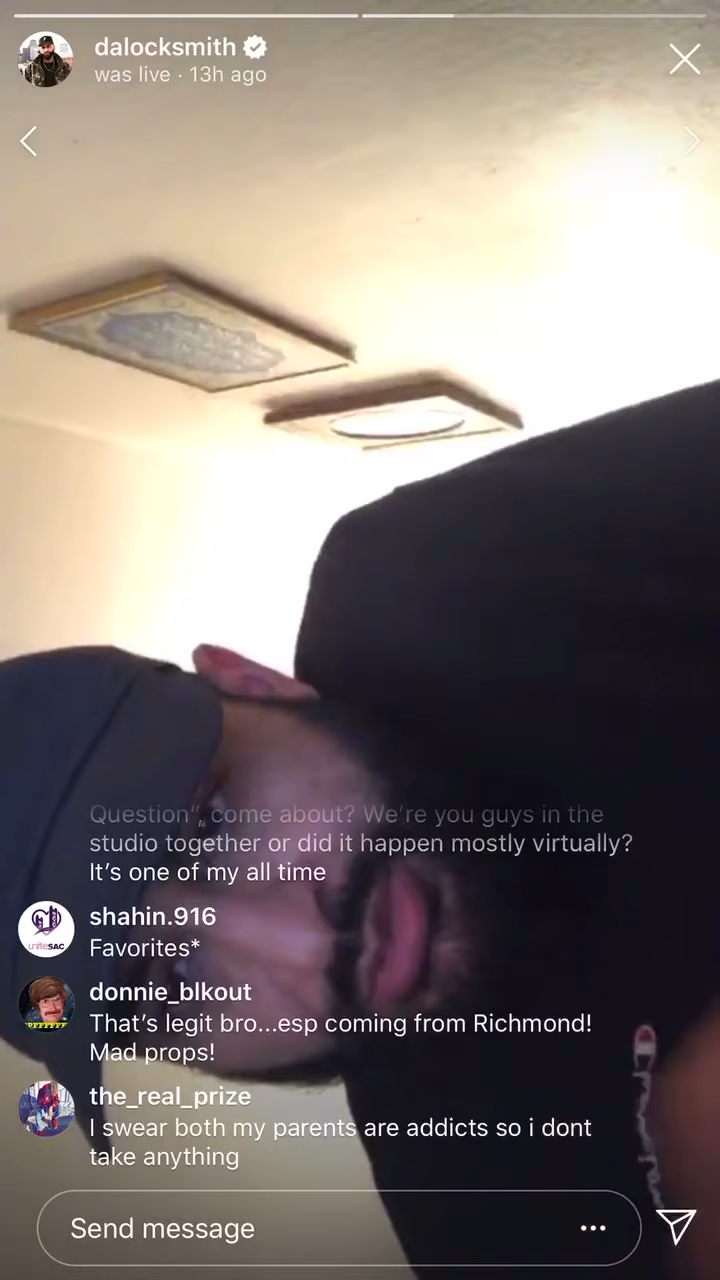 dalocksmith
was live · 13h ago
Question”, come about? We’re you guys in the
studio together or did it happen mostly virtually?
It’s one of my all time
shahin.916
uniteSAC
Favorites*
donnie_blkout
That’s legit bro...esp coming from Richmond!
Mad props!
the_real_prize
I swear both my parents are addicts so i dont
take anything
Send message